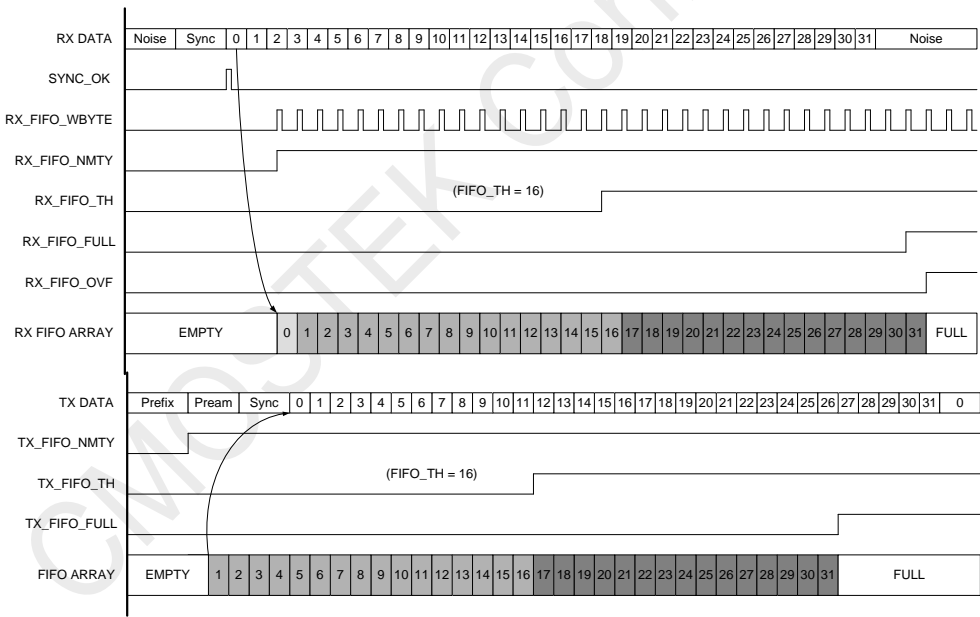 RX DATA Noise Sync 0 1 2 3 4 5 6 7 8 9 10 11 12 13 14 15 16 17 18 19 20 21 22 23 24 25 26 27 28 29 30 31 Noise
SYNC_OK
RX_FIFO_WBYTE
RX_FIFO_NMTY
RX_FIFO_TH (FIFO_TH = 16)
RX_FIFO_FULL
RX_FIFO_OVF
RX FIFO ARRAY EMPTY 0 1 2 3 4 5 6 7 8 9 10 11 12 13 14 15 16 17 18 19 20 21 22 23 24 25 26 27 28 29 30 31 FULL
TX DATA Prefix Pream Sync 0 1 2 3 4 5 6 7 8 9 10 11 12 13 14 15 16 17 18 19 20 21 22 23 24 25 26 27 28 29 30 31 0
TX_FIFO_NMTY
TX_FIFO_TH (FIFO_TH = 16)
TX_FIFO_FULL
FIFO ARRAY EMPTY 1 2 3 4 5 6 7 8 9 10 11 12 13 14 15 16 17 18 19 20 21 22 23 24 25 26 27 28 29 30 31 FULL
CMOSTEK